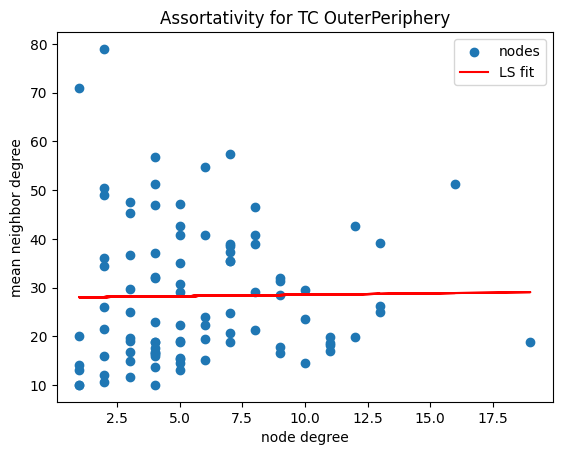 Assortativity for TC OuterPeriphery
nodes
LS fit
mean neighbor degree
80
70
60
50
40
30
20
10
2.5 5.0 7.5 10.0 12.5 15.0 17.5
node degree